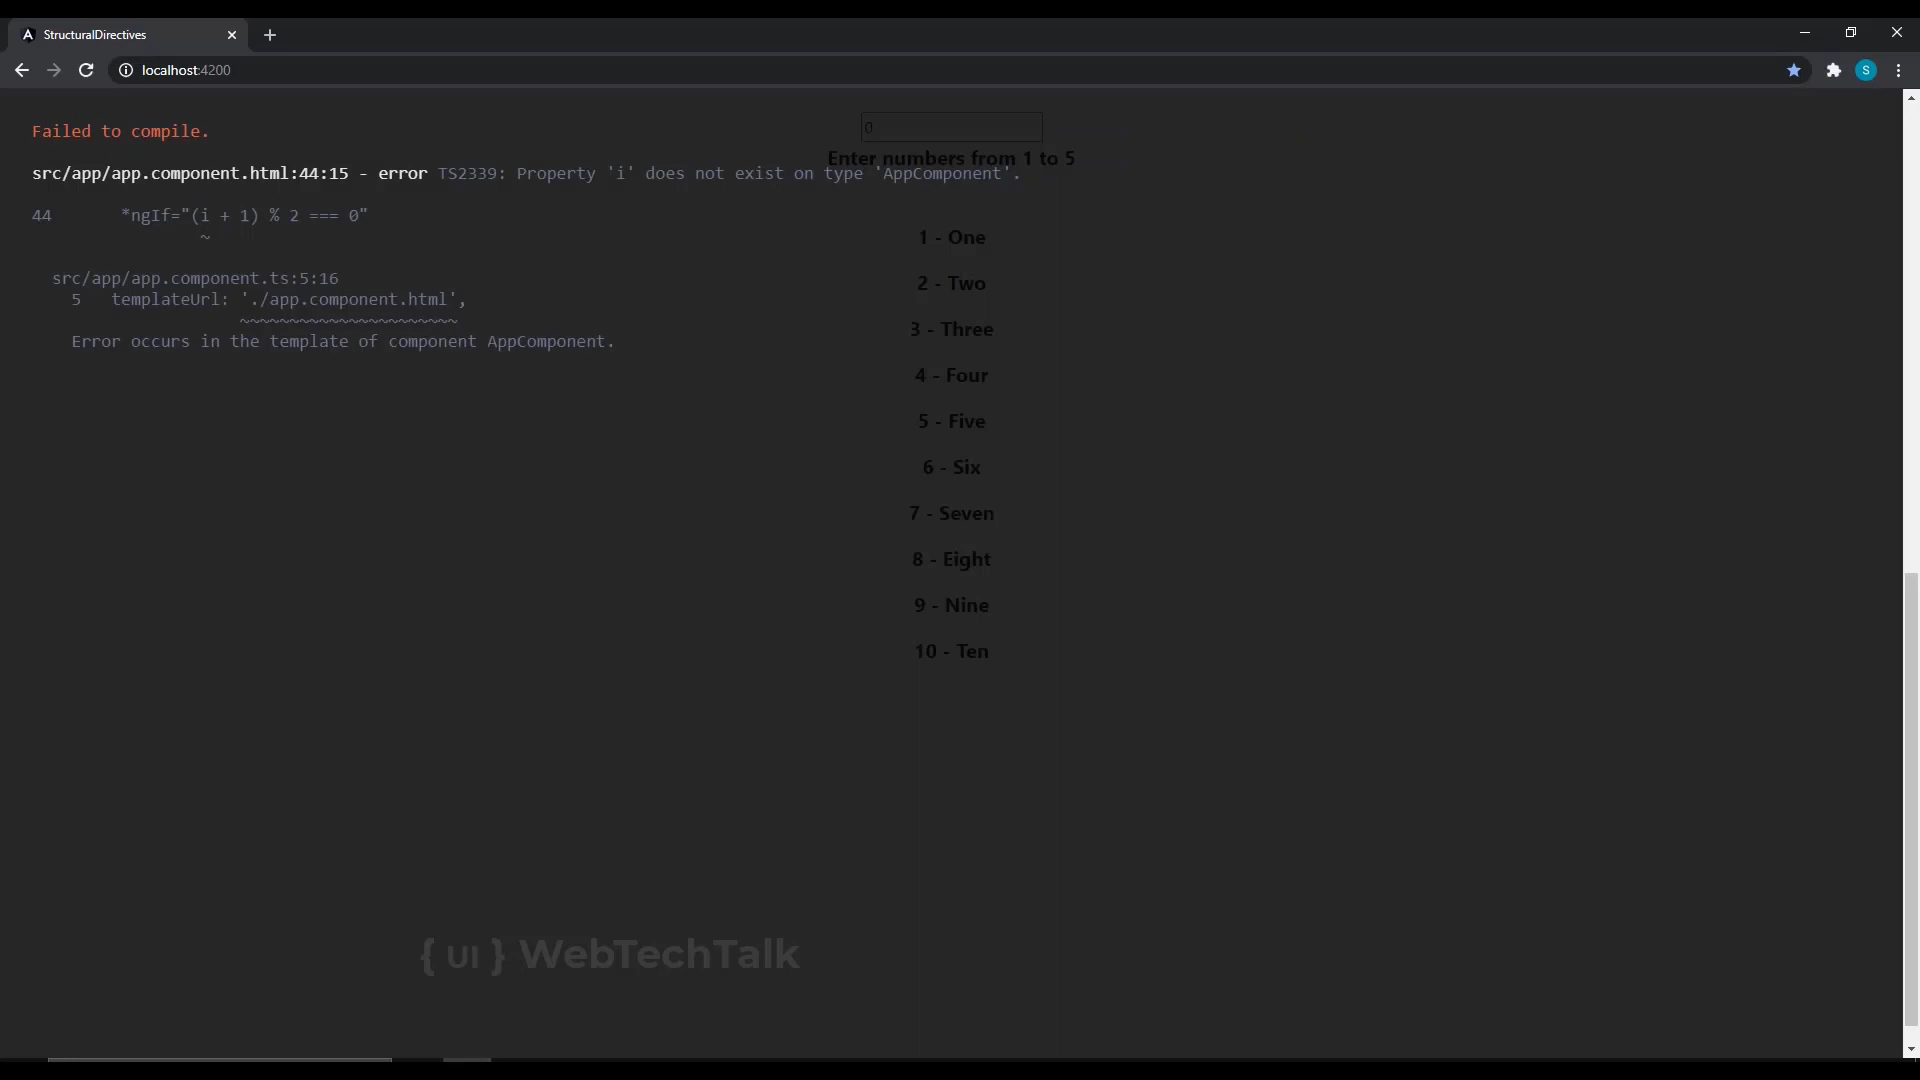 StructuralDirectives
localhost:4200
S
Failed to compile.
0
Enter numbers from 1 to 5
src/app/app.component.html:44:15 - error TS2339: Property 'i' does not exist on type 'AppComponent'.
44       *ngIf="(i + 1) % 2 === 0"
~
src/app/app.component.ts:5:16
5   templateUrl: './app.component.html',
~~~~~~~~~~~~~~~~~~~~~~
Error occurs in the template of component AppComponent.
1 - One
2 - Two
3 - Three
4 - Four
5 - Five
6 - Six
7 - Seven
8 - Eight
9 - Nine
10 - Ten
{ UI } WebTechTalk